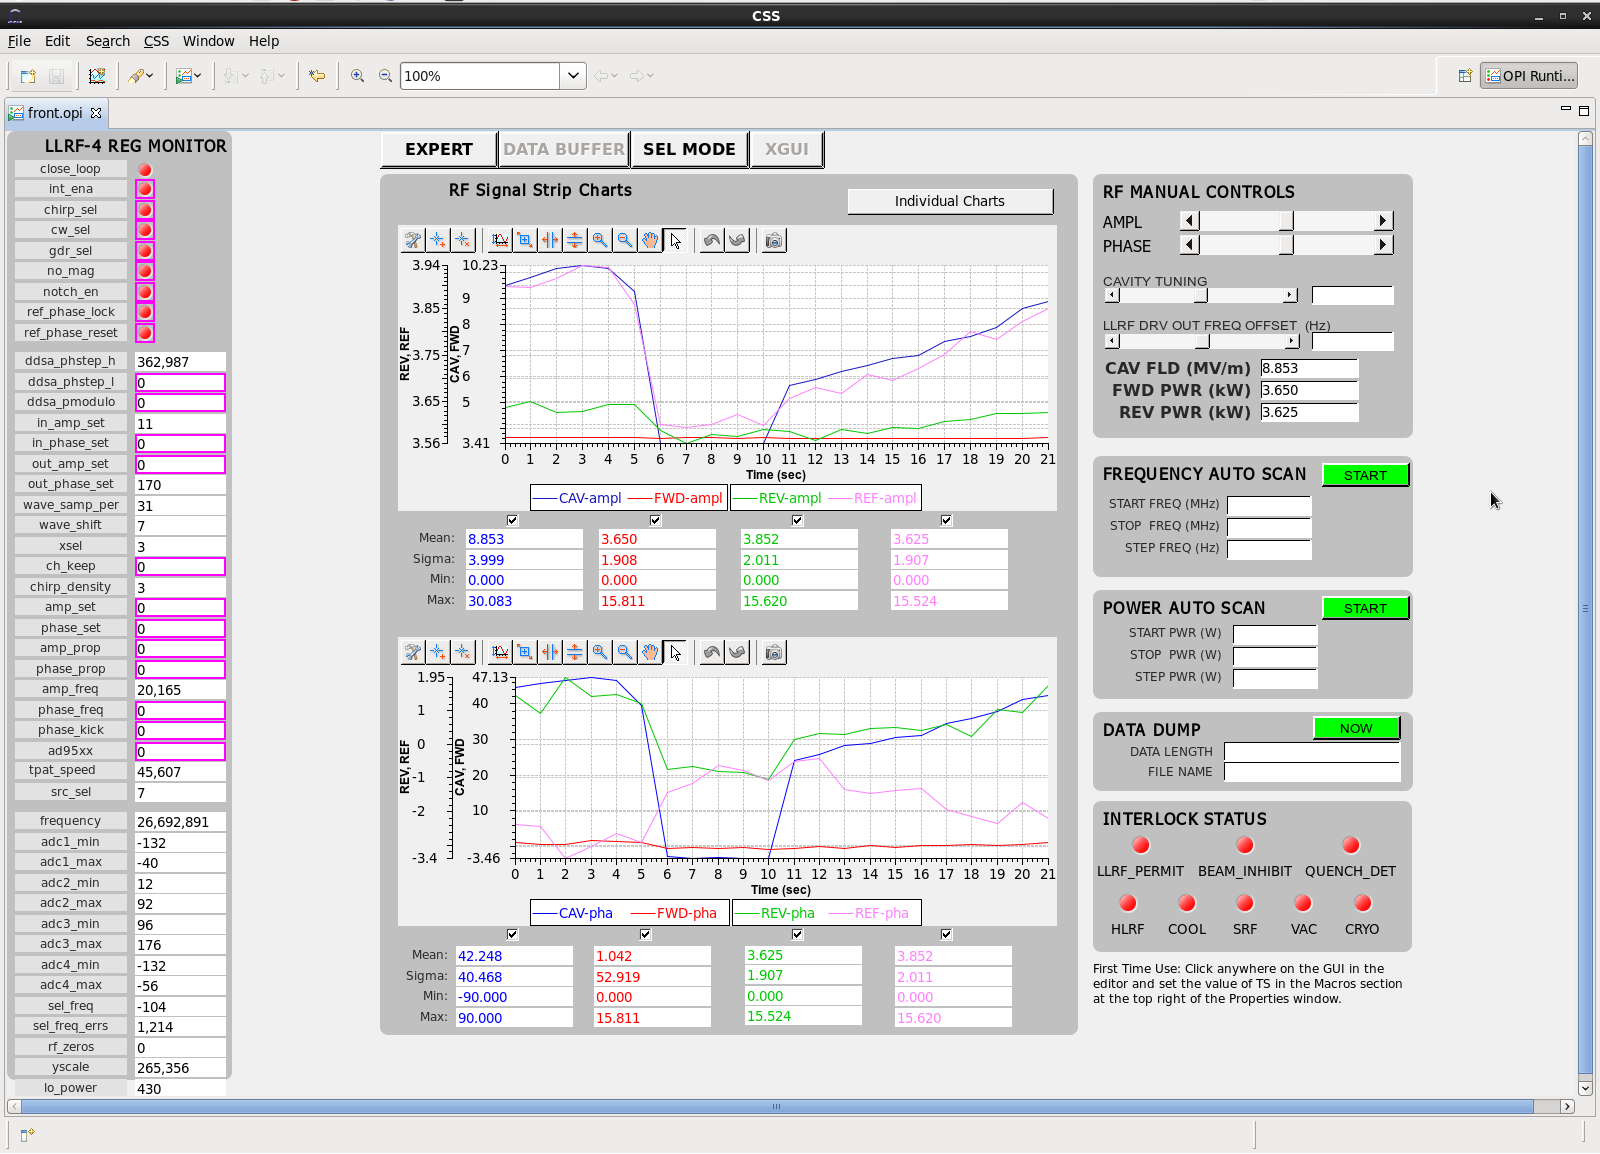 CSS
File Edit Search CSS Window Help
100%
OPI Runti...
front.opi
LLRF-4 REG MONITOR
close_loop
int_ena
chirp_sel
cw_sel
gdr_sel
no_mag
notch_en
ref_phase_lock
ref_phase_reset
ddsa_phstep_h 362,987
ddsa_phstep_l 0
ddsa_pmodulo 0
in_amp_set 11
in_phase_set 0
out_amp_set 0
out_phase_set 170
wave_samp_per 31
wave_shift 7
xsel 3
ch_keep 0
chirp_density 3
amp_set 0
phase_set 0
amp_prop 0
phase_prop 0
amp_freq 20,165
phase_freq 0
phase_kick 0
ad95xx 0
tpat_speed 45,607
src_sel 7
frequency 26,692,891
adc1_min -132
adc1_max -40
adc2_min 12
adc2_max 92
adc3_min 96
adc3_max 176
adc4_min -132
adc4_max -56
sel_freq -104
sel_freq_errs 1,214
rf_zeros 0
yscale 265,356
lo_power 430
EXPERT DATA BUFFER SEL MODE XGUI
RF Signal Strip Charts
Individual Charts
REV, REF
3.94
3.85
3.75
3.65
3.56
CAV, FWD
10.23
9
8
7
6
5
3.41
0 1 2 3 4 5 6 7 8 9 10 11 12 13 14 15 16 17 18 19 20 21
Time (sec)
CAV-ampl FWD-ampl REV-ampl REF-ampl
Mean: 8.853 3.650 3.852 3.625
Sigma: 3.999 1.908 2.011 1.907
Min: 0.000 0.000 0.000 0.000
Max: 30.083 15.811 15.620 15.524
REV, REF
1.95
1
0
-1
-2
-3.4
CAV, FWD
47.13
40
30
20
10
-3.46
0 1 2 3 4 5 6 7 8 9 10 11 12 13 14 15 16 17 18 19 20 21
Time (sec)
CAV-pha FWD-pha REV-pha REF-pha
Mean: 42.248 1.042 3.625 3.852
Sigma: 40.468 52.919 1.907 2.011
Min: -90.000 0.000 0.000 0.000
Max: 90.000 15.811 15.524 15.620
RF MANUAL CONTROLS
AMPL
PHASE
CAVITY TUNING
LLRF DRV OUT FREQ OFFSET (Hz)
CAV FLD (MV/m) 8.853
FWD PWR (kW) 3.650
REV PWR (kW) 3.625
FREQUENCY AUTO SCAN START
START FREQ (MHz)
STOP FREQ (MHz)
STEP FREQ (Hz)
POWER AUTO SCAN START
START PWR (W)
STOP PWR (W)
STEP PWR (W)
DATA DUMP NOW
DATA LENGTH
FILE NAME
INTERLOCK STATUS
LLRF_PERMIT BEAM_INHIBIT QUENCH_DET
HLRF COOL SRF VAC CRYO
First Time Use: Click anywhere on the GUI in the
editor and set the value of TS in the Macros section
at the top right of the Properties window.